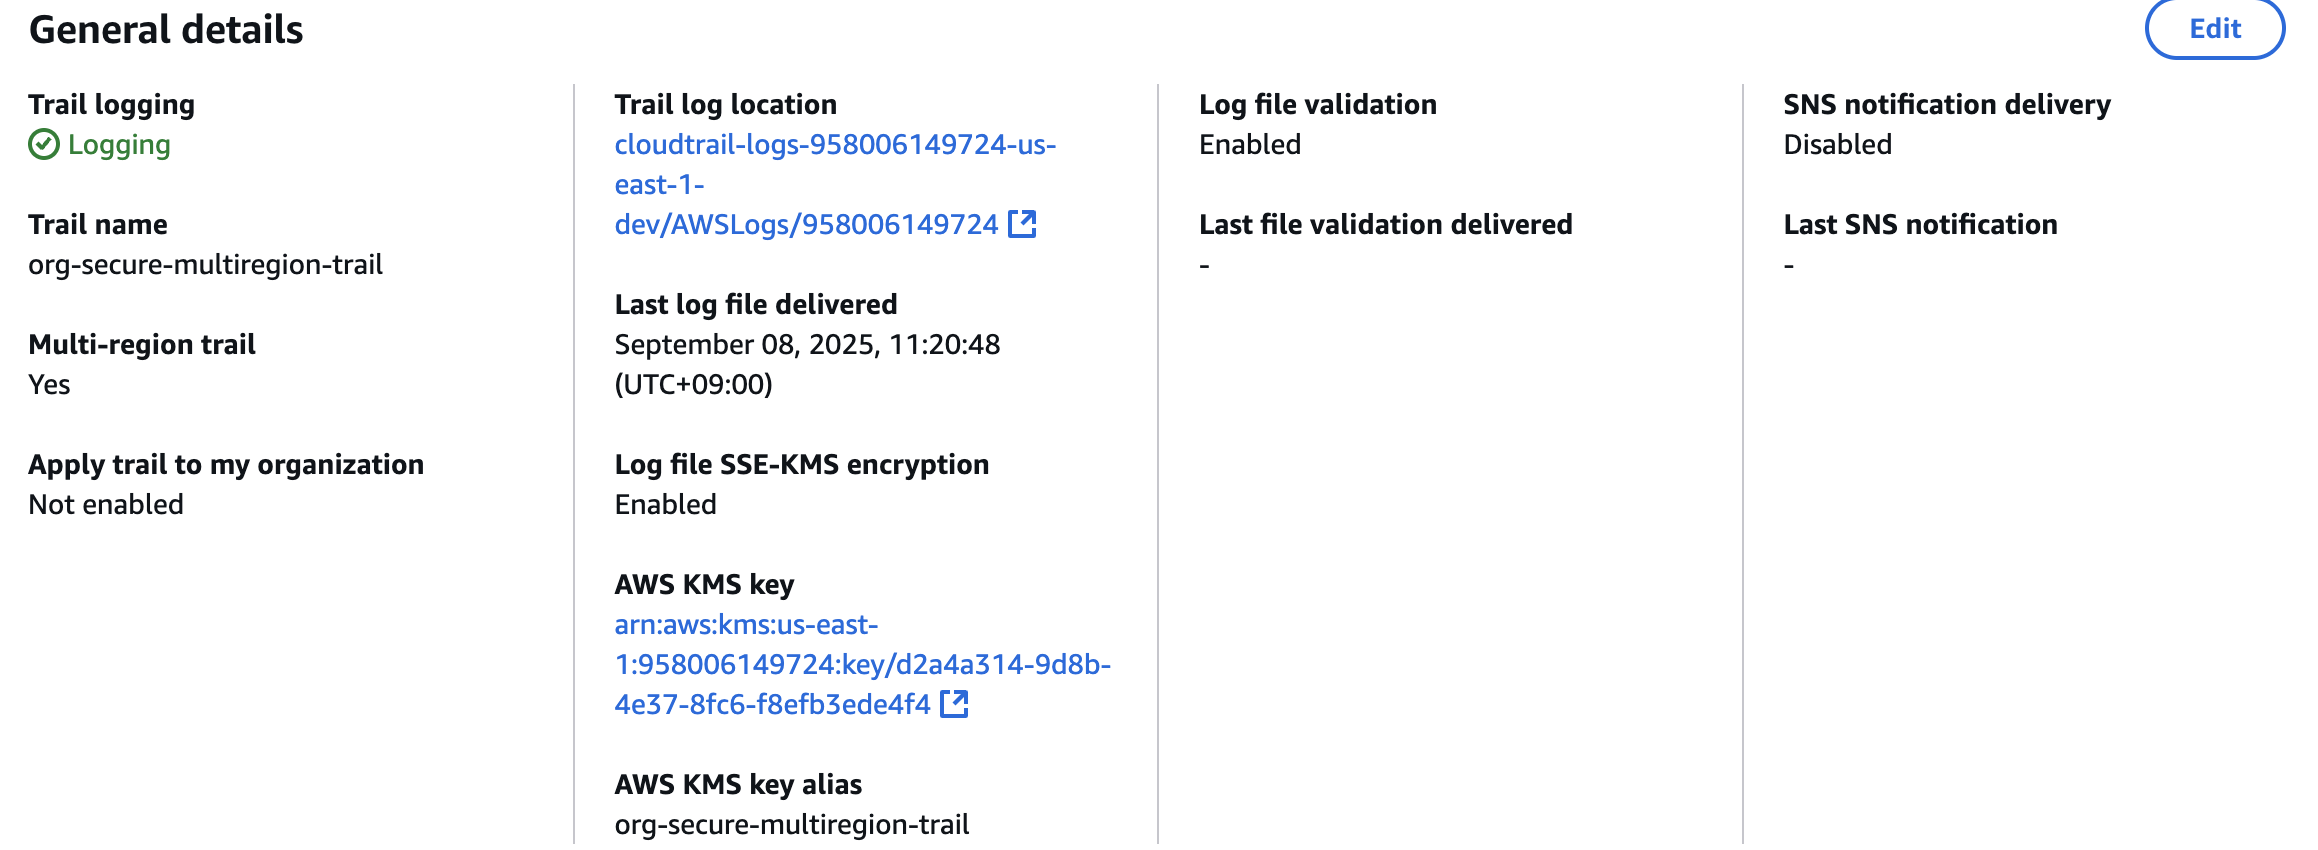 General details
Edit
Trail logging
Logging
Trail name
org-secure-multiregion-trail
Multi-region trail
Yes
Apply trail to my organization
Not enabled
Trail log location
cloudtrail-logs-958006149724-us-
east-1-
dev/AWSLogs/958006149724
Last log file delivered
September 08, 2025, 11:20:48
(UTC+09:00)
Log file SSE-KMS encryption
Enabled
AWS KMS key
arn:aws:kms:us-east-
1:958006149724:key/d2a4a314-9d8b-
4e37-8fc6-f8efb3ede4f4
AWS KMS key alias
org-secure-multiregion-trail
Log file validation
Enabled
Last file validation delivered
-
SNS notification delivery
Disabled
Last SNS notification
-